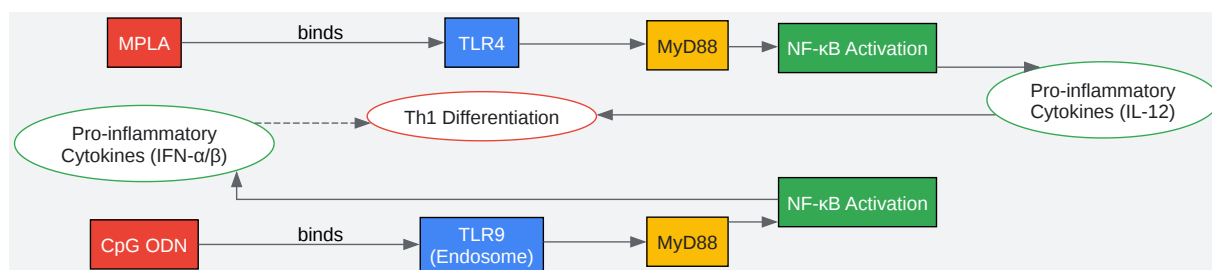 MPLA
binds
TLR4
MyD88
NF-κB Activation
Pro-inflammatory
Cytokines (IL-12)
Th1 Differentiation
Pro-inflammatory
Cytokines (IFN-α/β)
NF-κB Activation
CpG ODN
binds
TLR9
(Endosome)
MyD88